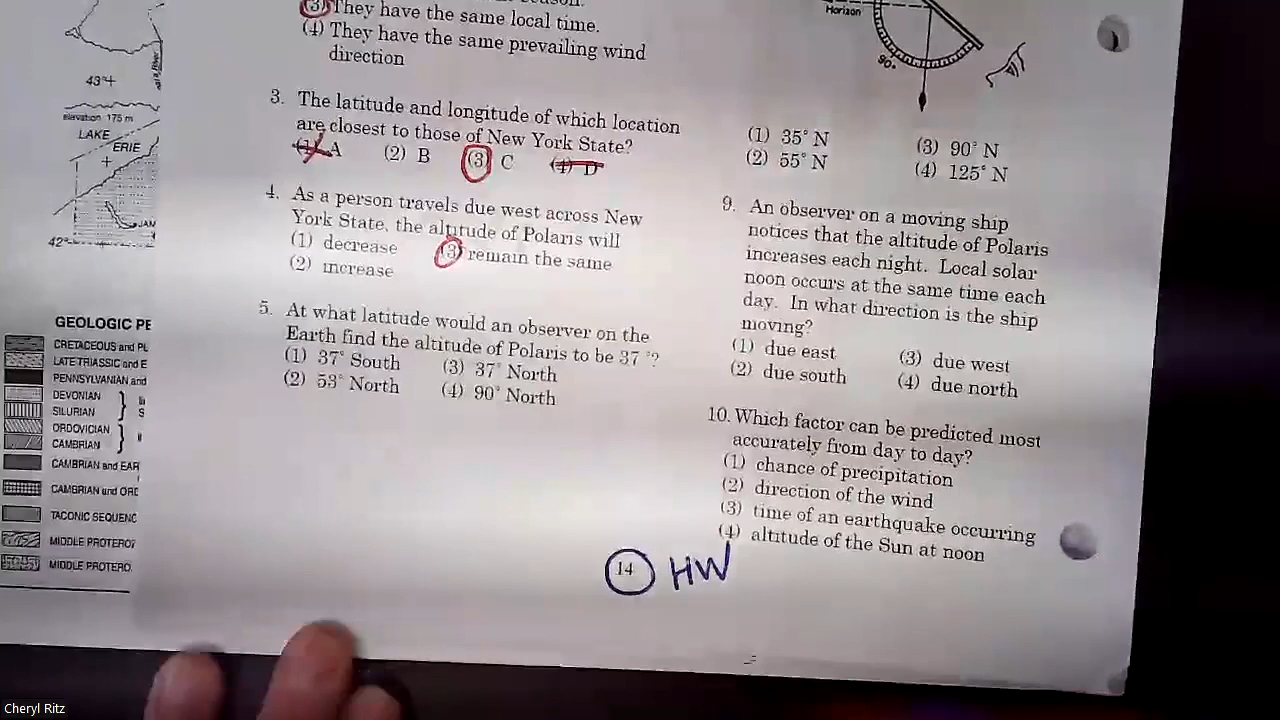 (3) They have the same local time.
(4) They have the same prevailing wind
direction
3. The latitude and longitude of which location
are closest to those of New York State?
(1) A (2) B (3) C (4) D
4. As a person travels due west across New
York State, the altitude of Polaris will
(1) decrease (3) remain the same
(2) increase
5. At what latitude would an observer on the
Earth find the altitude of Polaris to be 37°?
(1) 37° South (3) 37° North
(2) 53° North (4) 90° North
Horizon
90°
(1) 35° N (3) 90° N
(2) 55° N (4) 125° N
9. An observer on a moving ship
notices that the altitude of Polaris
increases each night. Local solar
noon occurs at the same time each
day. In what direction is the ship
moving?
(1) due east (3) due west
(2) due south (4) due north
10. Which factor can be predicted most
accurately from day to day?
(1) chance of precipitation
(2) direction of the wind
(3) time of an earthquake occurring
(4) altitude of the Sun at noon
14 HW
43°+
elevation 175 m
LAKE
ERIE
JAM
42°
GEOLOGIC PE
CRETACEOUS and PL
LATE TRIASSIC and E
PENNSYLVANIAN and
DEVONIAN
SILURIAN
ORDOVICIAN
CAMBRIAN
CAMBRIAN and EAR
CAMBRIAN and ORD
TACONIC SEQUENC
MIDDLE PROTERO
MIDDLE PROTERO
Cheryl Ritz